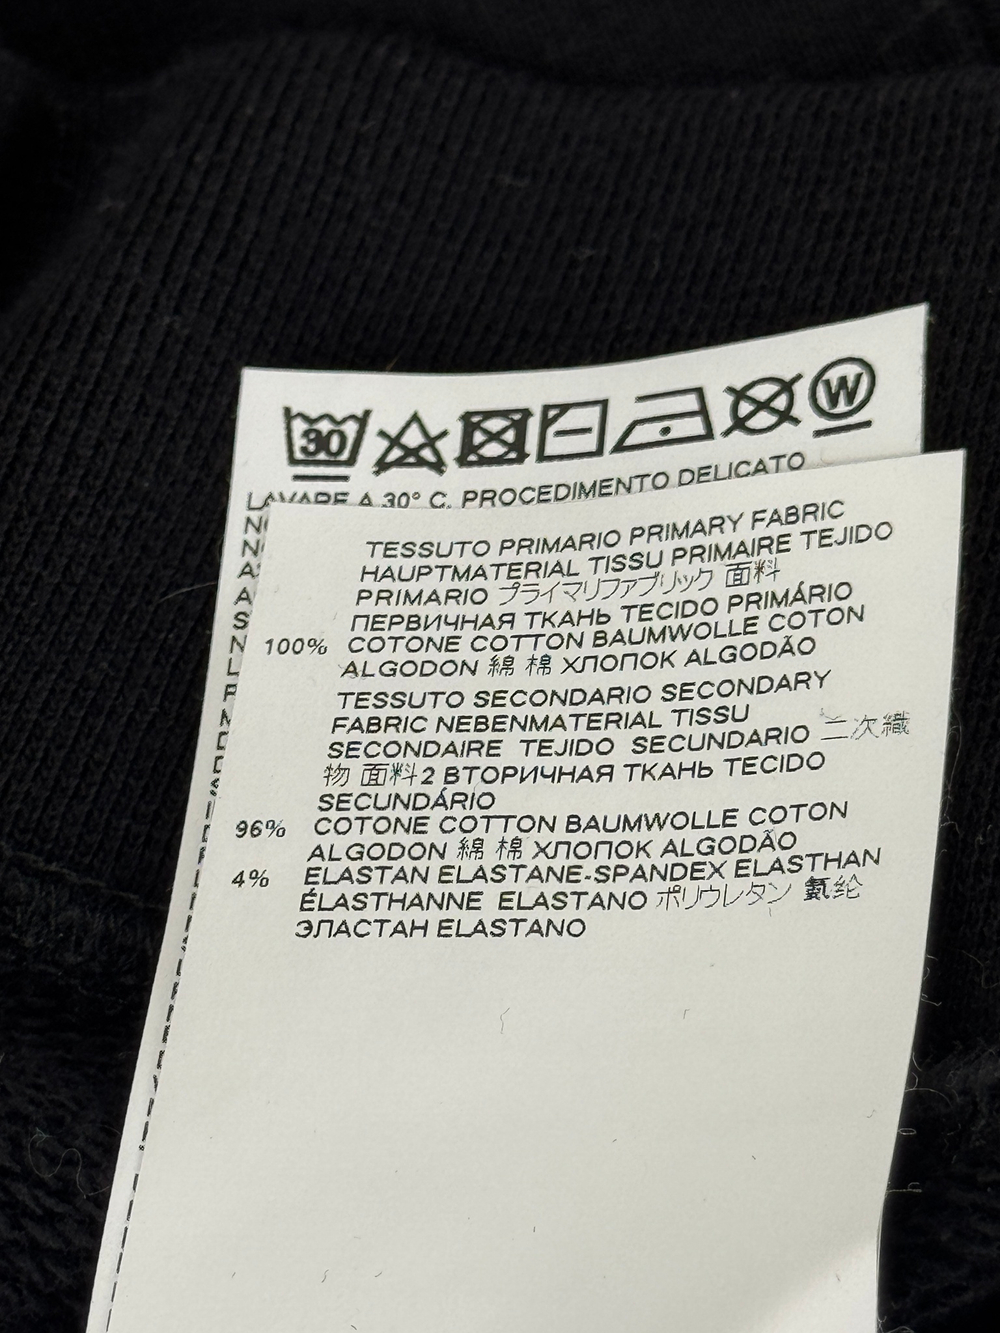 30
W
LAVARE A 30° C. PROCEDIMENTO DELICATO
TESSUTO PRIMARIO PRIMARY FABRIC
HAUPTMATERIAL TISSU PRIMAIRE TEJIDO
PRIMARIO プライマリファブリック 面料
ПЕРВИЧНАЯ ТКАНЬ TECIDO PRIMÁRIO
100% COTONE COTTON BAUMWOLLE COTON
ALGODON 綿 棉 ХЛОПОК ALGODÃO
TESSUTO SECONDARIO SECONDARY
FABRIC NEBENMATERIAL TISSU
SECONDAIRE TEJIDO SECUNDARIO 二次織
物 面料2 ВТОРИЧНАЯ ТКАНЬ TECIDO
SECUNDÁRIO
96% COTONE COTTON BAUMWOLLE COTON
ALGODON 綿 棉 ХЛОПОК ALGODÃO
4% ELASTAN ELASTANE-SPANDEX ELASTHAN
ÉLASTHANNE ELASTANO ポリウレタン 氨纶
ЭЛАСТАН ELASTANO